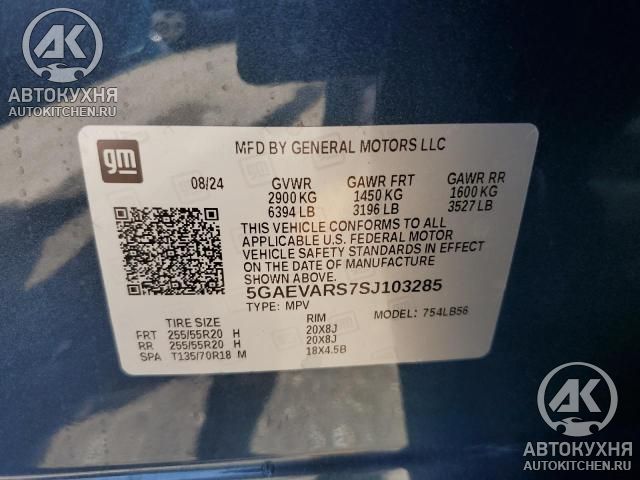 AK
АВТОКУХНЯ
AUTOKITCHEN.RU
gm
MFD BY GENERAL MOTORS LLC
08/24 GVWR GAWR FRT GAWR RR
2900 KG 1450 KG 1600 KG
6394 LB 3196 LB 3527 LB
THIS VEHICLE CONFORMS TO ALL
APPLICABLE U.S. FEDERAL MOTOR
VEHICLE SAFETY STANDARDS IN EFFECT
ON THE DATE OF MANUFACTURE
SHOWN ABOVE.
5GAEVARS7SJ103285
TYPE: MPV MODEL: 754LB56
TIRE SIZE RIM
FRT 255/55R20 H 20X8J
RR 255/55R20 H 20X8J
SPA T135/70R18 M 18X4.5B
AK
АВТОКУХНЯ
AUTOKITCHEN.RU